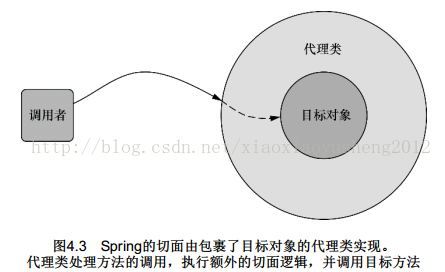 代理类
调用者
目标对象
http://blog.csdn.net/xiaoxiaoyusheng2012
图4.3 Spring的切面由包裹了目标对象的代理类实现。
代理类处理方法的调用，执行额外的切面逻辑，并调用目标方法